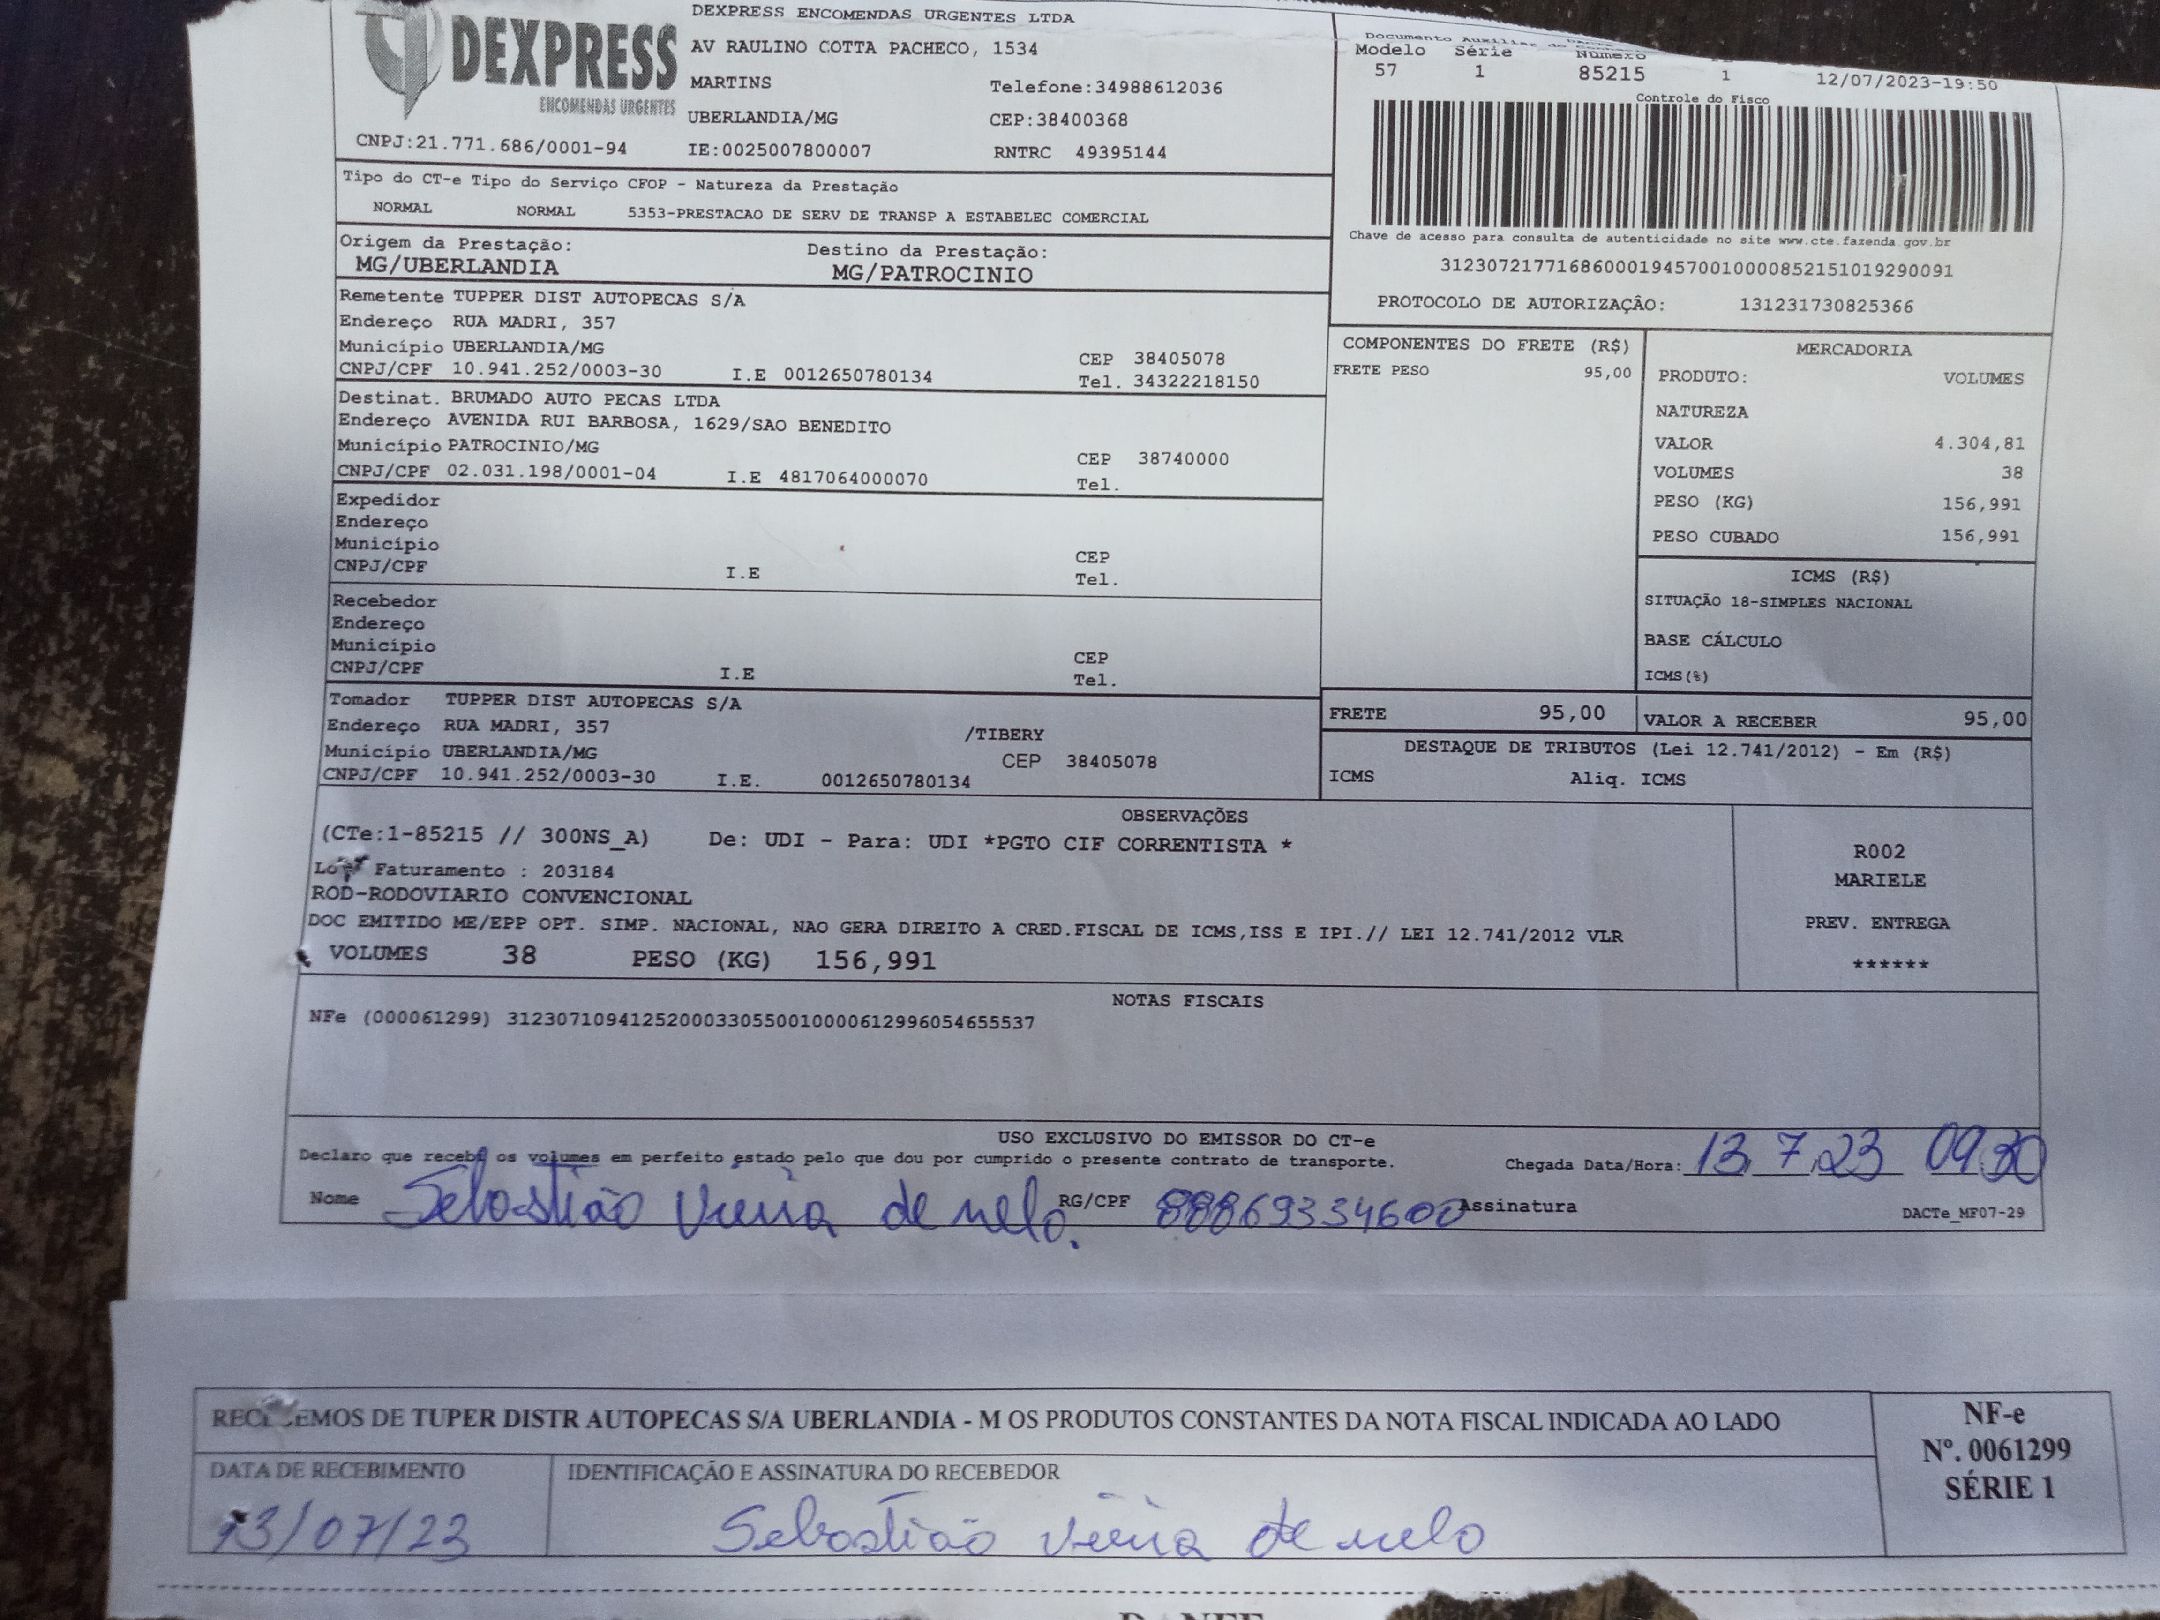 DEXPRESS
ENCOMENDAS URGENTES
DEXPRESS ENCOMENDAS URGENTES LTDA
AV RAULINO COTTA PACHECO, 1534
MARTINS Telefone:34988612036
UBERLANDIA/MG CEP:38400368
CNPJ:21.771.686/0001-94 IE:0025007800007 RNTRC 49395144
Documento Auxiliar do
Modelo Série Número
57 1 85215 1 12/07/2023-19:50
Controle do Fisco
Chave de acesso para consulta de autenticidade no site www.cte.fazenda.gov.br
31230721771686000194570010000852151019290091
PROTOCOLO DE AUTORIZAÇÂO: 131231730825366
Tipo do CT-e Tipo do Serviço CFOP - Natureza da Prestação
NORMAL NORMAL 5353-PRESTACAO DE SERV DE TRANSP A ESTABELEC COMERCIAL
Origem da Prestação: Destino da Prestação:
MG/UBERLANDIA MG/PATROCINIO
Remetente TUPPER DIST AUTOPECAS S/A
Endereço RUA MADRI, 357
Município UBERLANDIA/MG CEP 38405078
CNPJ/CPF 10.941.252/0003-30 I.E 0012650780134 Tel. 34322218150
Destinat. BRUMADO AUTO PECAS LTDA
Endereço AVENIDA RUI BARBOSA, 1629/SAO BENEDITO
Município PATROCINIO/MG CEP 38740000
CNPJ/CPF 02.031.198/0001-04 I.E 4817064000070 Tel.
Expedidor
Endereço
Município CEP
CNPJ/CPF I.E Tel.
Recebedor
Endereço
Município CEP
CNPJ/CPF I.E Tel.
Tomador TUPPER DIST AUTOPECAS S/A
Endereço RUA MADRI, 357 /TIBERY
Município UBERLANDIA/MG CEP 38405078
CNPJ/CPF 10.941.252/0003-30 I.E. 0012650780134
COMPONENTES DO FRETE (R$)
FRETE PESO 95,00
MERCADORIA
PRODUTO: VOLUMES
NATUREZA
VALOR 4.304,81
VOLUMES 38
PESO (KG) 156,991
PESO CUBADO 156,991
ICMS (R$)
SITUAÇÃO 18-SIMPLES NACIONAL
BASE CÁLCULO
ICMS(%)
FRETE 95,00 VALOR A RECEBER 95,00
DESTAQUE DE TRIBUTOS (Lei 12.741/2012) - Em (R$)
ICMS Aliq. ICMS
OBSERVAÇÕES
(CTe:1-85215 // 300NS_A) De: UDI - Para: UDI *PGTO CIF CORRENTISTA *
Faturamento : 203184
ROD-RODOVIARIO CONVENCIONAL
DOC EMITIDO ME/EPP OPT. SIMP. NACIONAL, NAO GERA DIREITO A CRED.FISCAL DE ICMS,ISS E IPI.// LEI 12.741/2012 VLR
VOLUMES 38 PESO (KG) 156,991
R002
MARIELE
PREV. ENTREGA
******
NOTAS FISCAIS
NFe (000061299) 31230710941252000330550010000612996054655537
USO EXCLUSIVO DO EMISSOR DO CT-e
Declaro que recebi os volumes em perfeito estado pelo que dou por cumprido o presente contrato de transporte. Chegada Data/Hora: 13 7 23 0930
Nome Sebastião Vieira de melo. RG/CPF 88869334600 Assinatura
DACTe_MF07-29
EMOS DE TUPER DISTR AUTOPECAS S/A UBERLANDIA - M OS PRODUTOS CONSTANTES DA NOTA FISCAL INDICADA AO LADO
DATA DE RECEBIMENTO IDENTIFICAÇÃO E ASSINATURA DO RECEBEDOR
13/07/23 Sebastião Vieira de melo
NF-e
Nº. 0061299
SÉRIE 1